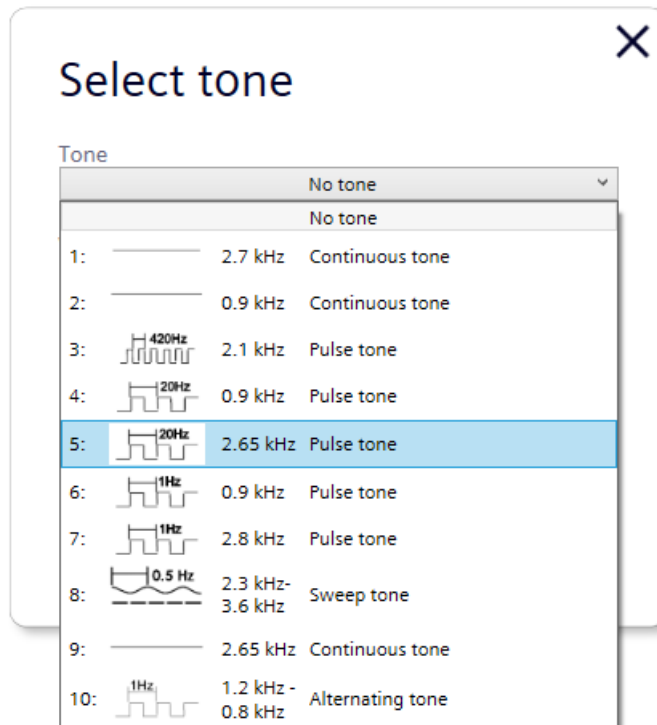 Select tone
Tone
No tone
No tone
1: 2.7 kHz Continuous tone
2: 0.9 kHz Continuous tone
3: 420Hz 2.1 kHz Pulse tone
4: 20Hz 0.9 kHz Pulse tone
5: 20Hz 2.65 kHz Pulse tone
6: 1Hz 0.9 kHz Pulse tone
7: 1Hz 2.8 kHz Pulse tone
8: 0.5 Hz 2.3 kHz-
3.6 kHz Sweep tone
9: 2.65 kHz Continuous tone
10: 1Hz 1.2 kHz -
0.8 kHz Alternating tone